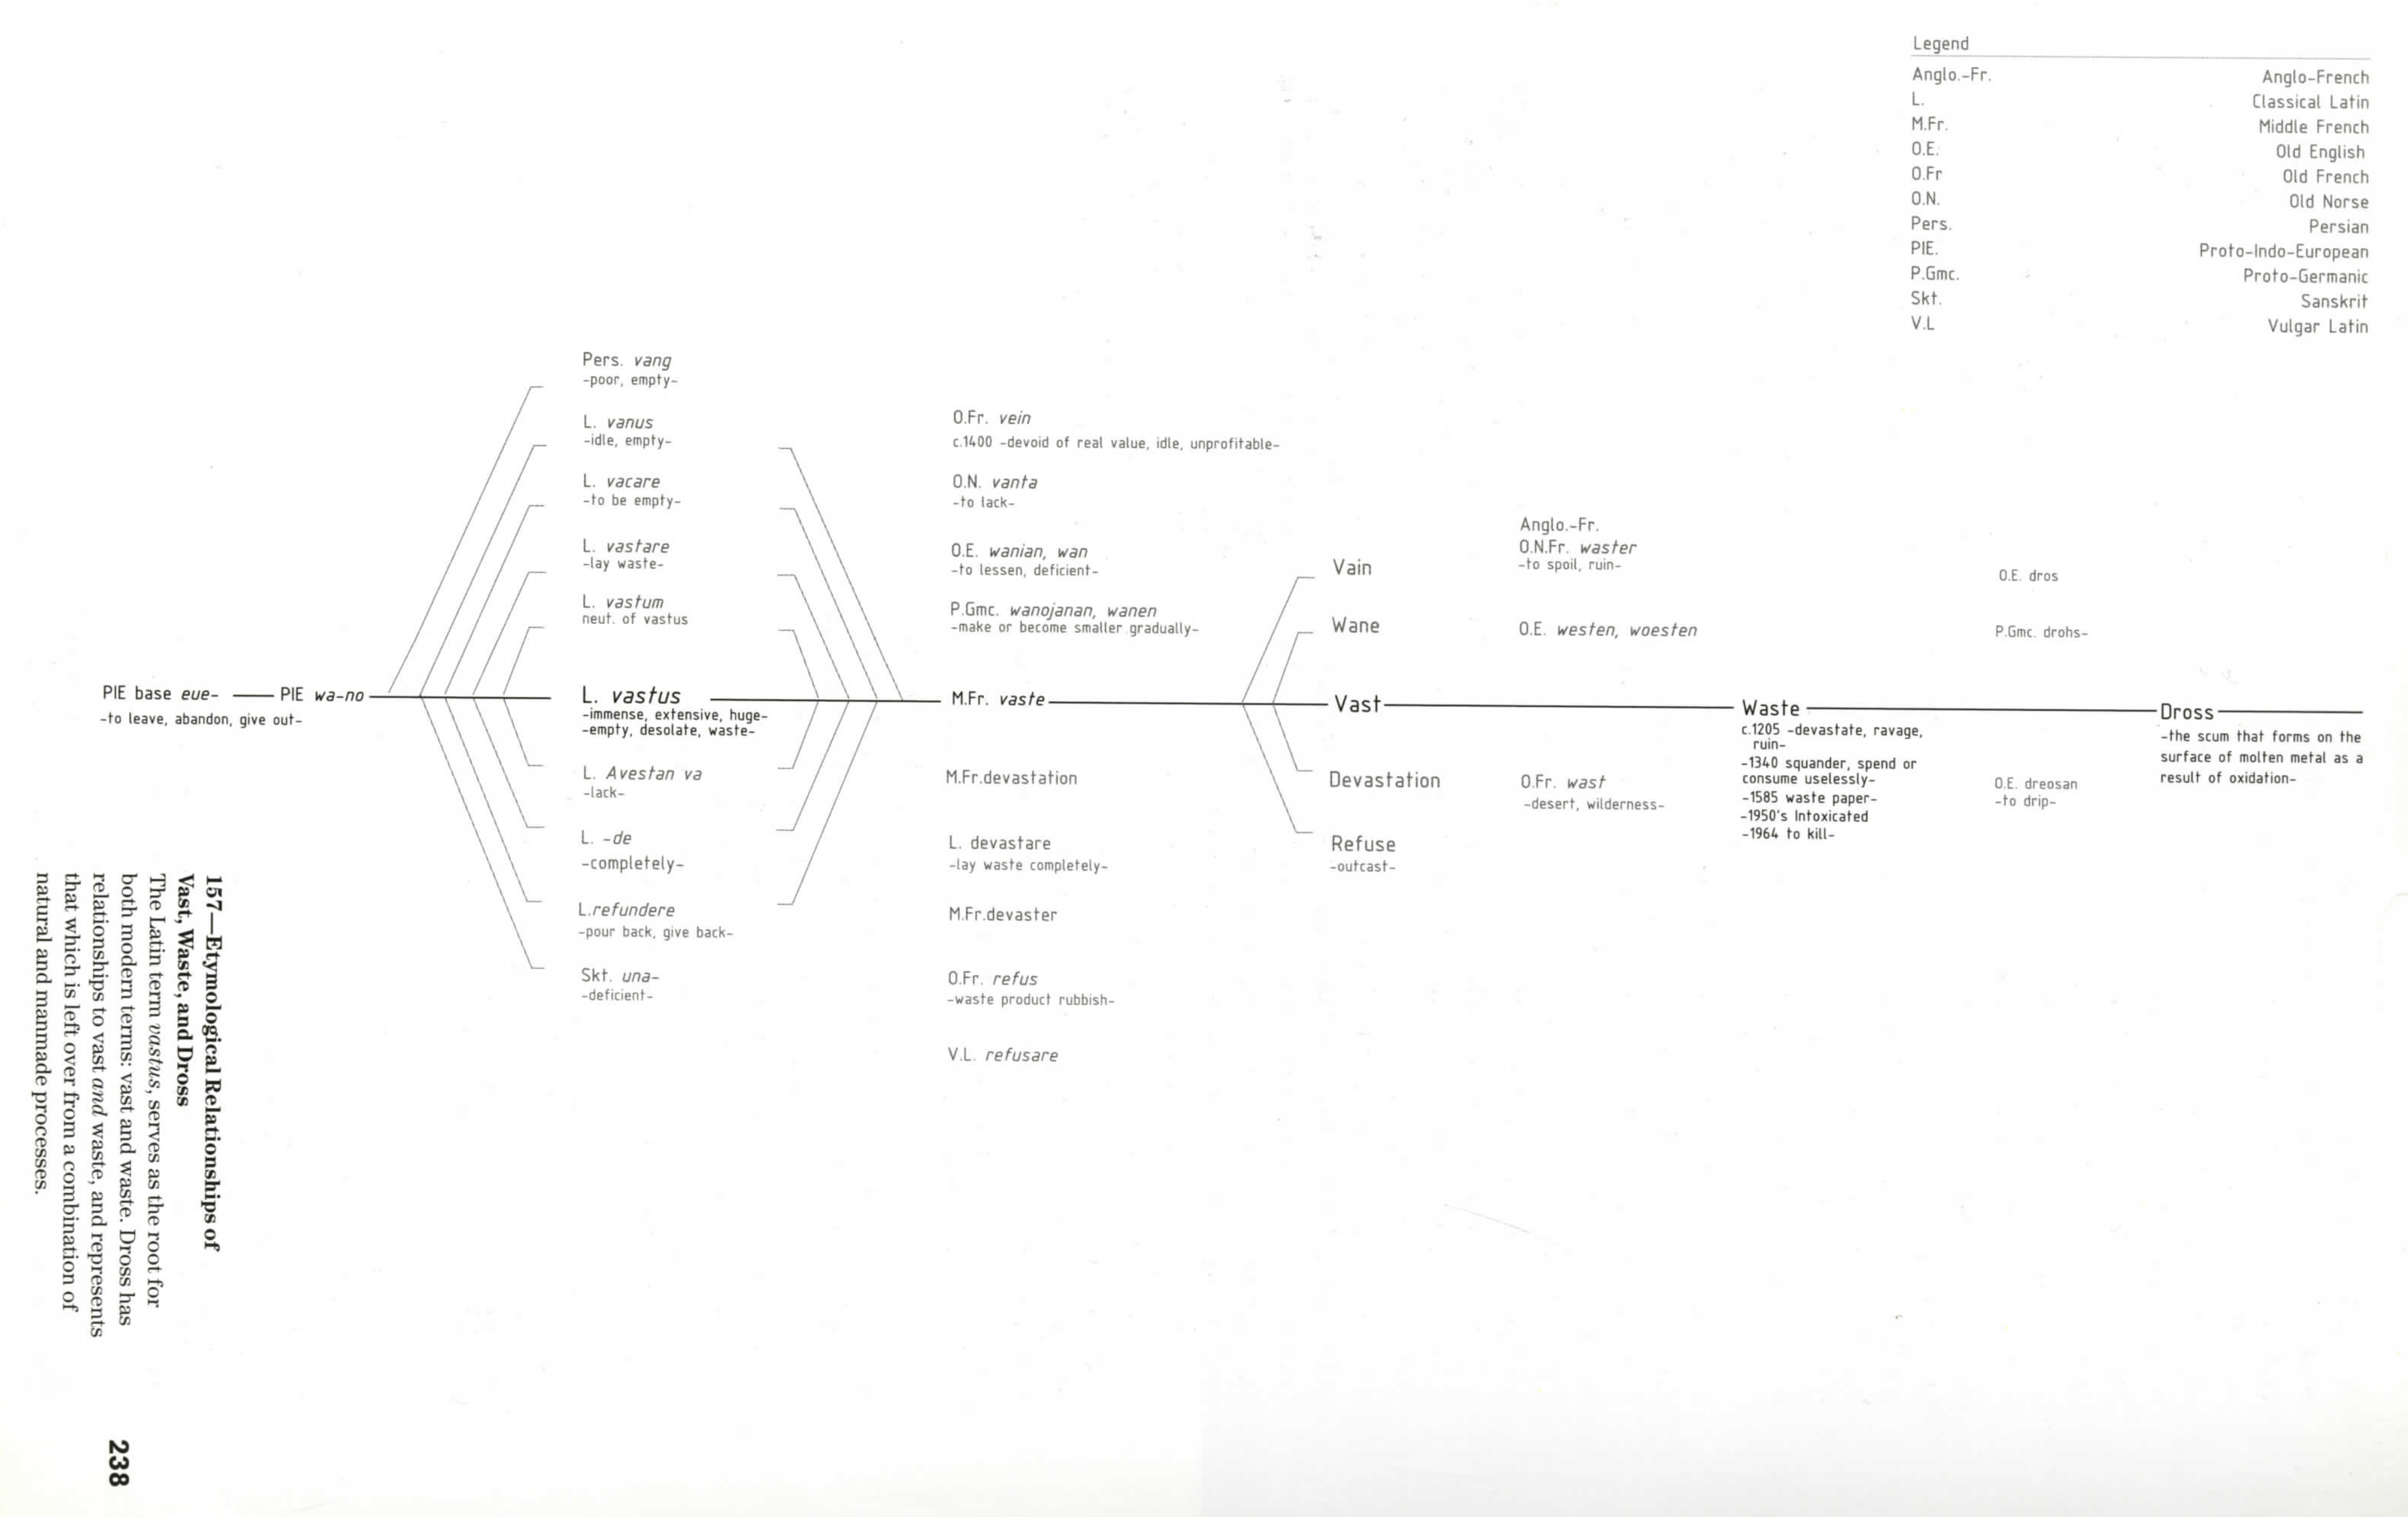 Legend
Anglo.-Fr. Anglo-French
L. Classical Latin
M.Fr. Middle French
O.E. Old English
O.Fr Old French
O.N. Old Norse
Pers. Persian
PIE. Proto-Indo-European
P.Gmc. Proto-Germanic
Skt. Sanskrit
V.L Vulgar Latin
PIE base eue-
-to leave, abandon, give out-
PIE wa-no
Pers. vang
-poor, empty-
L. vanus
-idle, empty-
L. vacare
-to be empty-
L. vastare
-lay waste-
L. vastum
neut. of vastus
L. vastus
-immense, extensive, huge-
-empty, desolate, waste-
L. Avestan va
-lack-
L. -de
-completely-
L.refundere
-pour back, give back-
Skt. una-
-deficient-
O.Fr. vein
c.1400 -devoid of real value, idle, unprofitable-
O.N. vanta
-to lack-
O.E. wanian, wan
-to lessen, deficient-
P.Gmc. wanojanan, wanen
-make or become smaller gradually-
M.Fr. vaste
M.Fr.devastation
L. devastare
-lay waste completely-
M.Fr.devaster
O.Fr. refus
-waste product rubbish-
V.L. refusare
Vain
Wane
Vast
Devastation
Refuse
-outcast-
Anglo.-Fr.
O.N.Fr. waster
-to spoil, ruin-
O.E. westen, woesten
O.Fr. wast
-desert, wilderness-
Waste
c.1205 -devastate, ravage,
ruin-
-1340 squander, spend or
consume uselessly-
-1585 waste paper-
-1950's Intoxicated
-1964 to kill-
O.E. dros
P.Gmc. drohs-
O.E. dreosan
-to drip-
Dross
-the scum that forms on the
surface of molten metal as a
result of oxidation-
157—Etymological Relationships of
Vast, Waste, and Dross
The Latin term vastus, serves as the root for
both modern terms: vast and waste. Dross has
relationships to vast and waste, and represents
that which is left over from a combination of
natural and manmade processes.
238